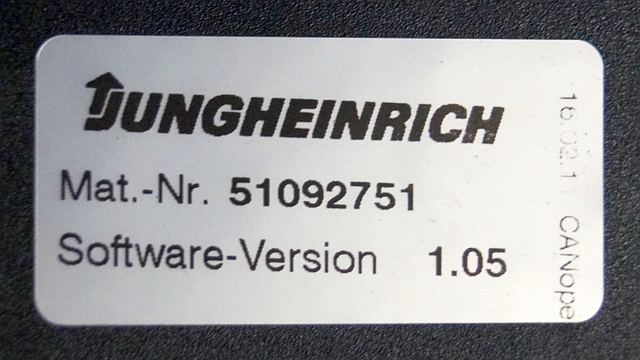 JUNGHEINRICH
Mat.-Nr. 51092751
Software-Version 1.05
CANope